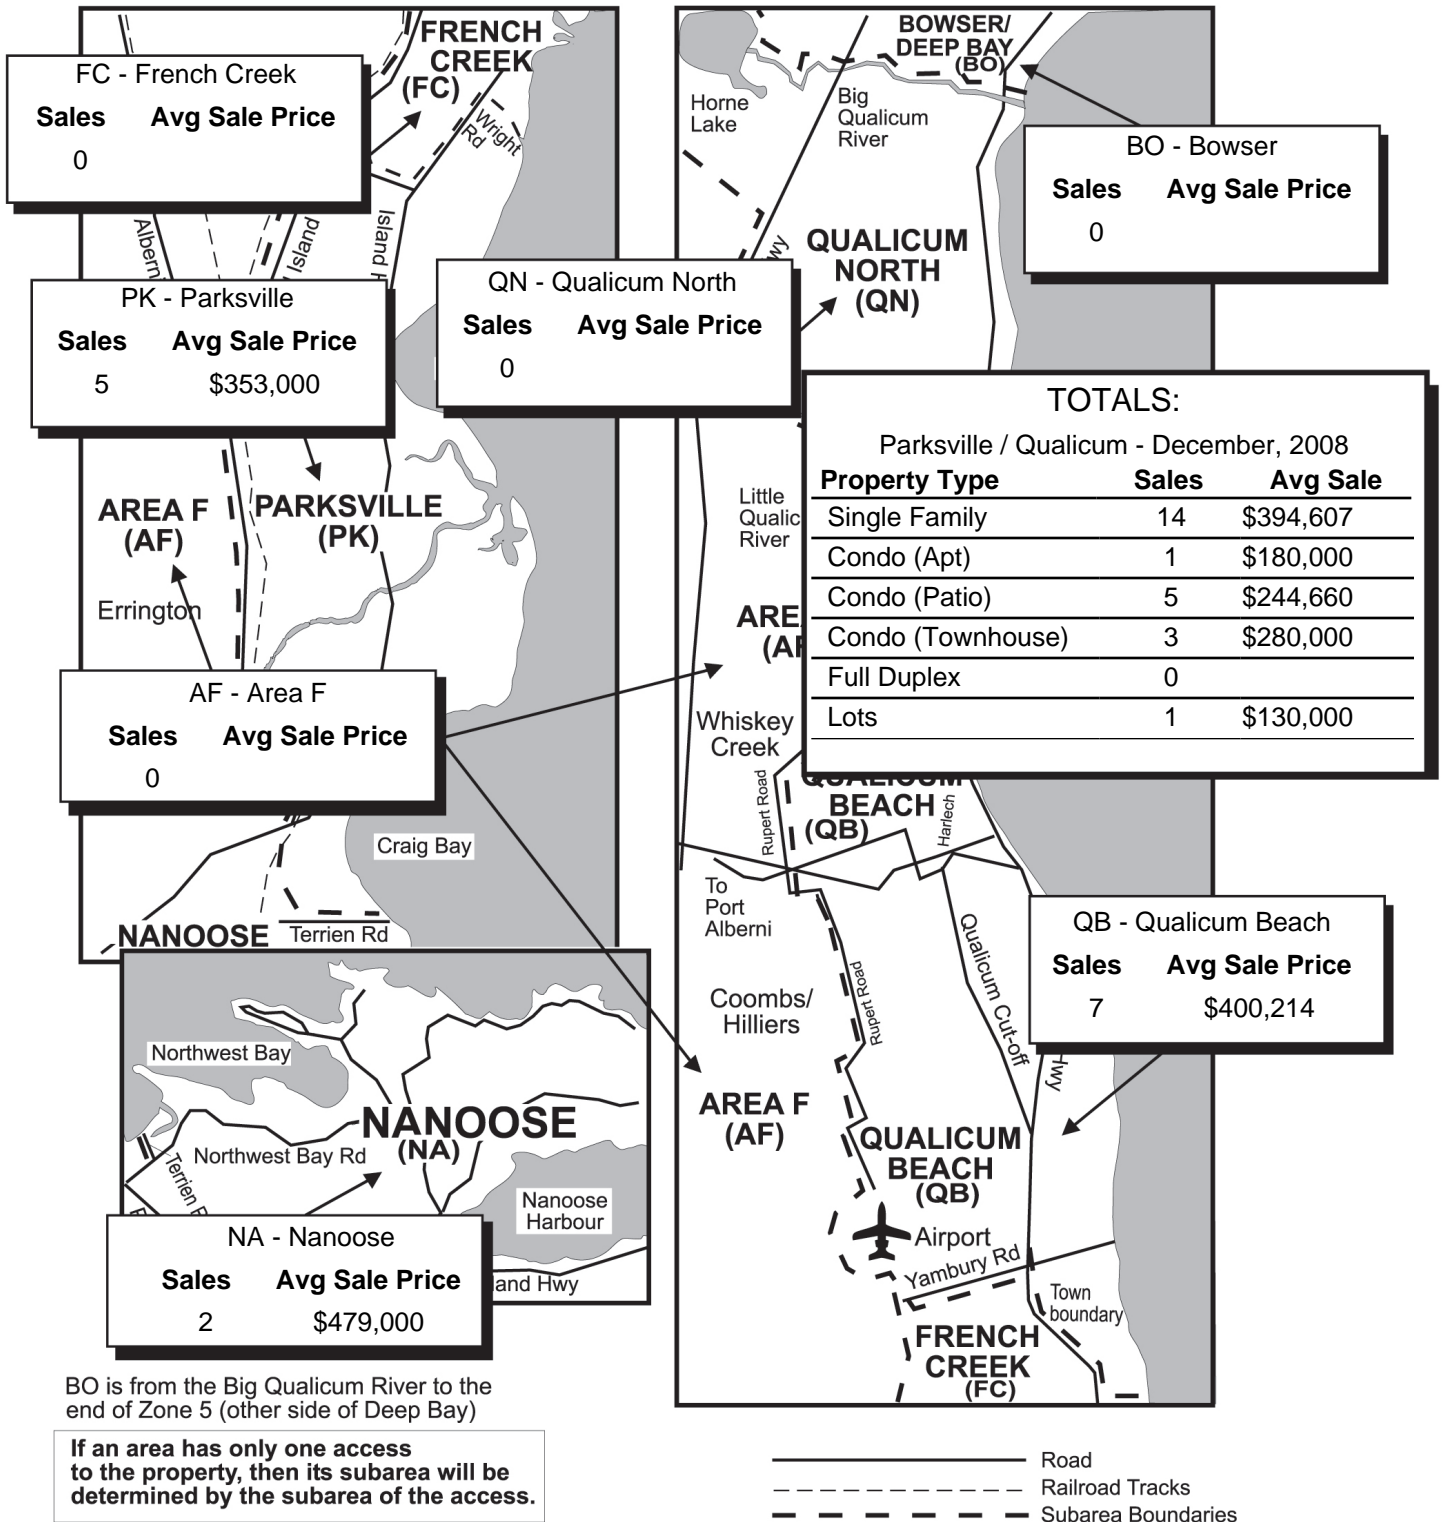 FRENCH
CREEK
(FC)
FC - French Creek
Sales Avg Sale Price
0
Wright
Rd
Alberni
Island
Island H
PK - Parksville
Sales Avg Sale Price
5 $353,000
AREA F
(AF)
PARKSVILLE
(PK)
Errington
AF - Area F
Sales Avg Sale Price
0
Craig Bay
NANOOSE
Terrien Rd
Northwest Bay
NANOOSE
(NA)
Northwest Bay Rd
Terrien R
Nanoose
Harbour
NA - Nanoose
Sales Avg Sale Price
2 $479,000
land Hwy
BO is from the Big Qualicum River to the
end of Zone 5 (other side of Deep Bay)
If an area has only one access
to the property, then its subarea will be
determined by the subarea of the access.
BOWSER/
DEEP BAY
(BO)
Horne
Lake
Big
Qualicum
River
BO - Bowser
Sales Avg Sale Price
0
QUALICUM
NORTH
(QN)
wy
QN - Qualicum North
Sales Avg Sale Price
0
TOTALS:
Parksville / Qualicum - December, 2008
Property Type Sales Avg Sale
Single Family 14 $394,607
Condo (Apt) 1 $180,000
Condo (Patio) 5 $244,660
Condo (Townhouse) 3 $280,000
Full Duplex 0
Lots 1 $130,000
Little
Qualic
River
AREA
(AF
Whiskey
Creek
QUALICUM
BEACH
(QB)
Rupert Road
Harlech
To
Port
Alberni
QB - Qualicum Beach
Sales Avg Sale Price
7 $400,214
Qualicum Cut-off
Hwy
Rupert Road
Coombs/
Hilliers
AREA F
(AF)
QUALICUM
BEACH
(QB)
Airport
Yambury Rd
Town
boundary
FRENCH
CREEK
(FC)
Road
Railroad Tracks
Subarea Boundaries